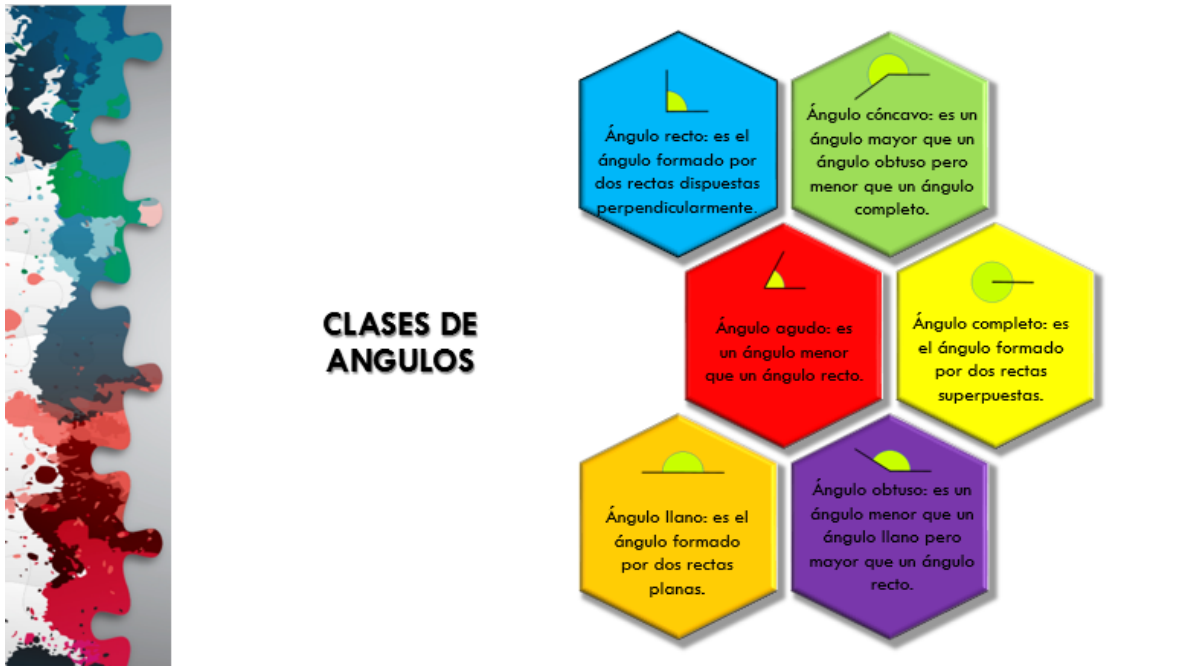 CLASES DE
ANGULOS
Ángulo recto: es el
ángulo formado por
dos rectas dispuestas
perpendicularmente.
Ángulo cóncavo: es un
ángulo mayor que un
ángulo obtuso pero
menor que un ángulo
completo.
Ángulo agudo: es
un ángulo menor
que un ángulo recto.
Ángulo completo: es
el ángulo formado
por dos rectas
superpuestas.
Ángulo llano: es el
ángulo formado
por dos rectas
planas.
Ángulo obtuso: es un
ángulo menor que un
ángulo llano pero
mayor que un ángulo
recto.